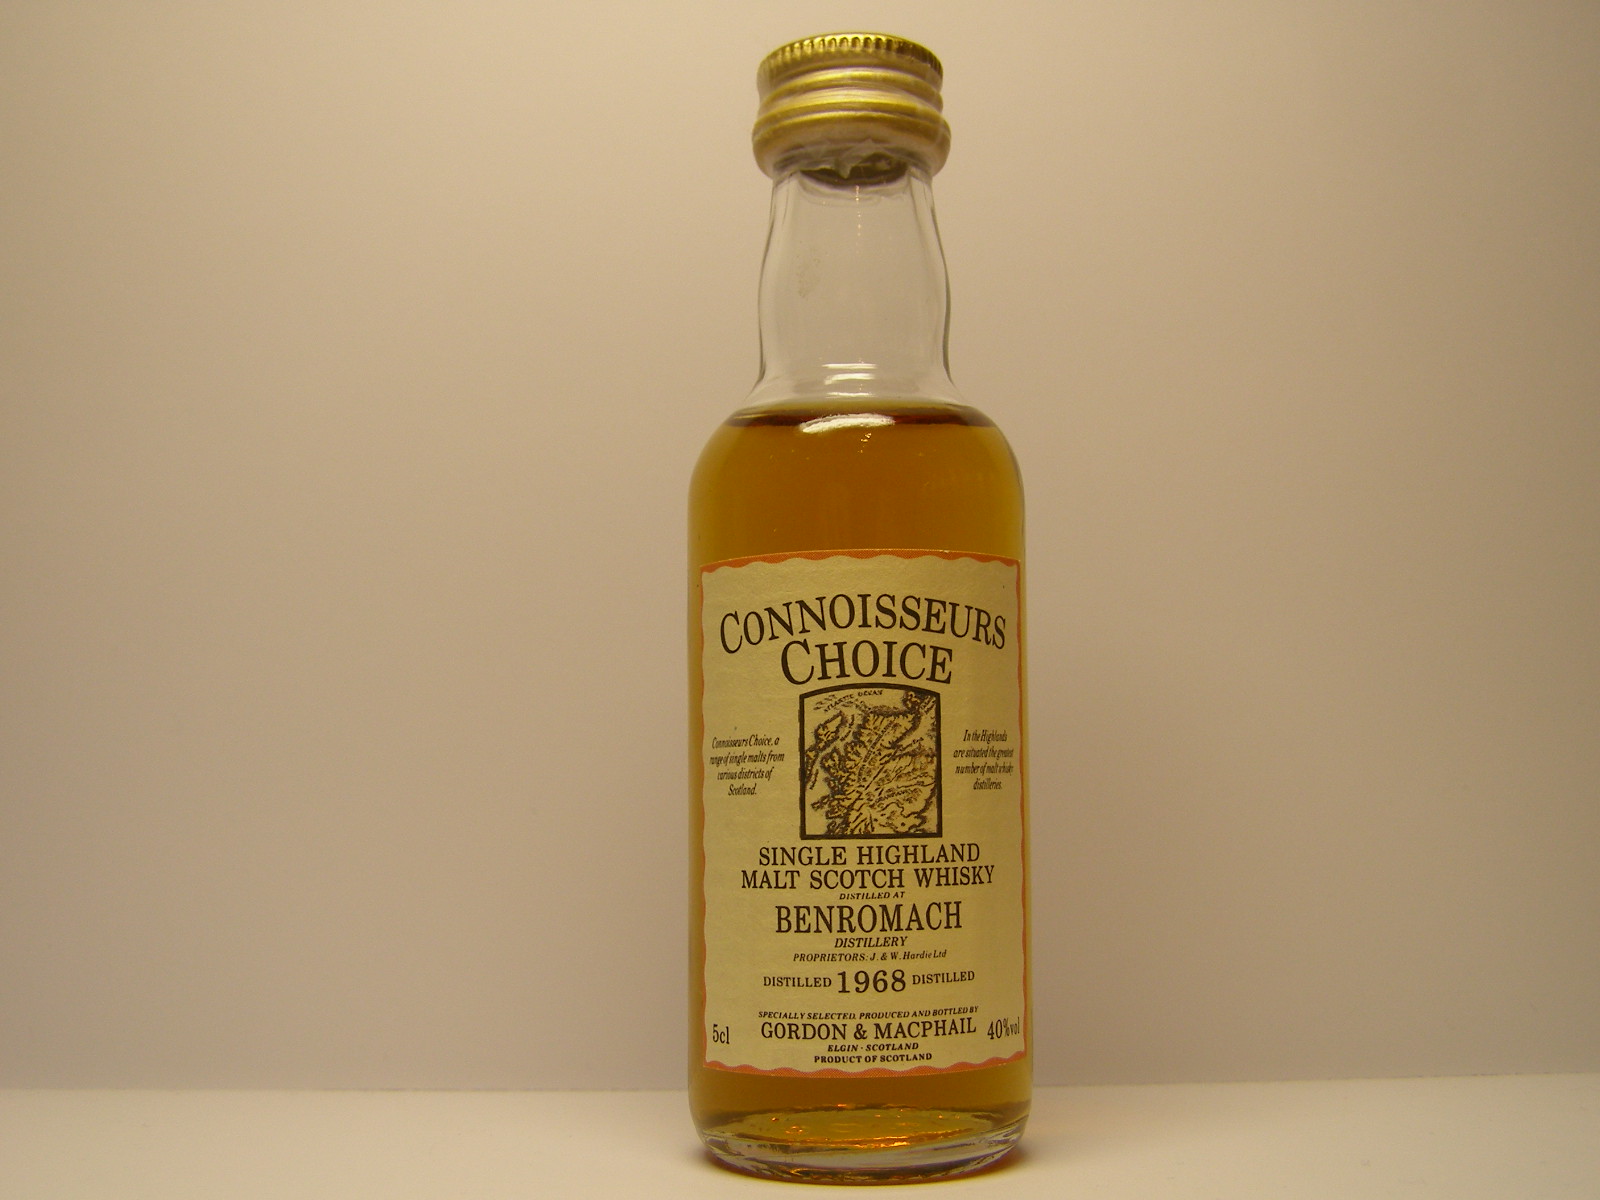 CONNOISSEURS
CHOICE
ATLANTIC OCEAN
Connoisseurs Choice, a
range of single malts from
various districts of
Scotland.
In the Highlands
are situated the greatest
number of malt whisky
distilleries.
SINGLE HIGHLAND
MALT SCOTCH WHISKY
DISTILLED AT
BENROMACH
DISTILLERY
PROPRIETORS: J. & W. Hardie Ltd
DISTILLED 1968 DISTILLED
SPECIALLY SELECTED, PRODUCED AND BOTTLED BY
5cl GORDON & MACPHAIL 40%vol
ELGIN · SCOTLAND
PRODUCT OF SCOTLAND